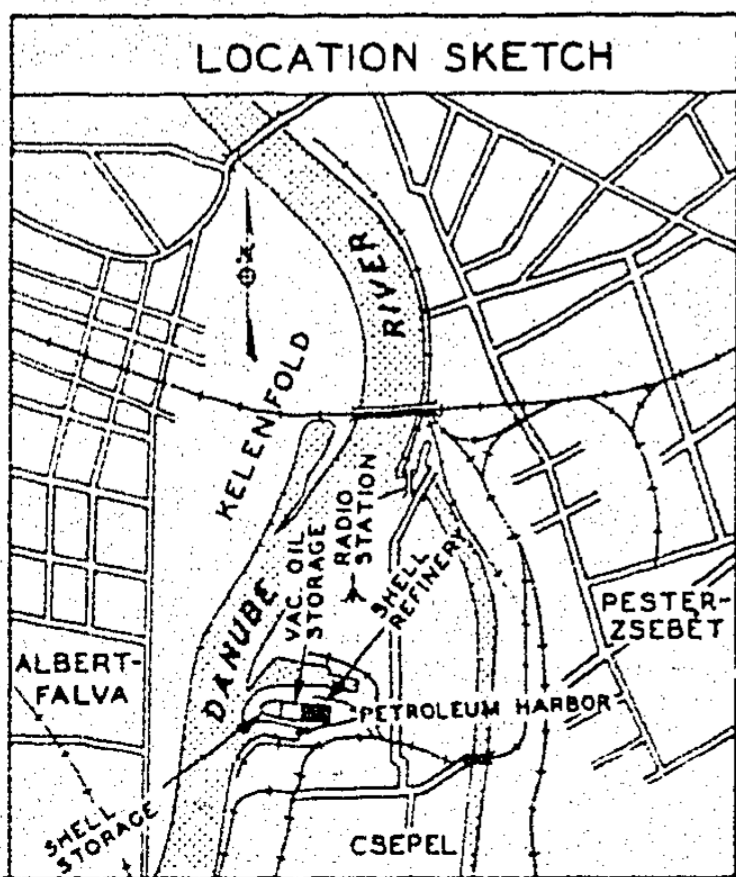 LOCATION SKETCH
RIVER
KELENFOLD
DANUBE
VAC. OIL
STORAGE
RADIO
STATION
SHELL
REFINERY
PESTER-
ZSEBET
ALBERT-
FALVA
PETROLEUM HARBOR
SHELL
STORAGE
CSEPEL